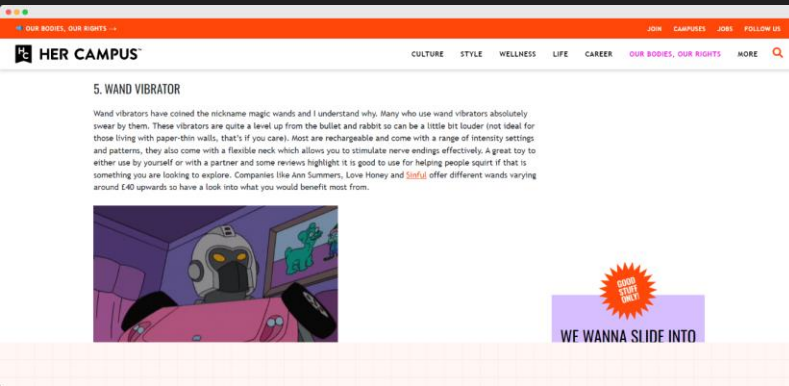 OUR BODIES, OUR RIGHTS
JOIN CAMPUSES JOBS FOLLOW US
HC HER CAMPUS™
CULTURE STYLE WELLNESS LIFE CAREER OUR BODIES, OUR RIGHTS MORE
5. WAND VIBRATOR
Wand vibrators have coined the nickname magic wands and I understand why. Many who use wand vibrators absolutely
swear by them. These vibrators are quite a level up from the bullet and rabbit so can be a little bit louder (not ideal for
those living with paper-thin walls, that's if you care). Most are rechargeable and come with a range of intensity settings
and patterns, they also come with a flexible neck which allows you to stimulate nerve endings effectively. A great toy to
either use by yourself or with a partner and some reviews highlight it is good to use for helping people squirt if that is
something you are looking to explore. Companies like Ann Summers, Love Honey and Sinful offer different wands varying
around £40 upwards so have a look into what you would benefit most from.
GOOD
STUFF
ONLY!
WE WANNA SLIDE INTO